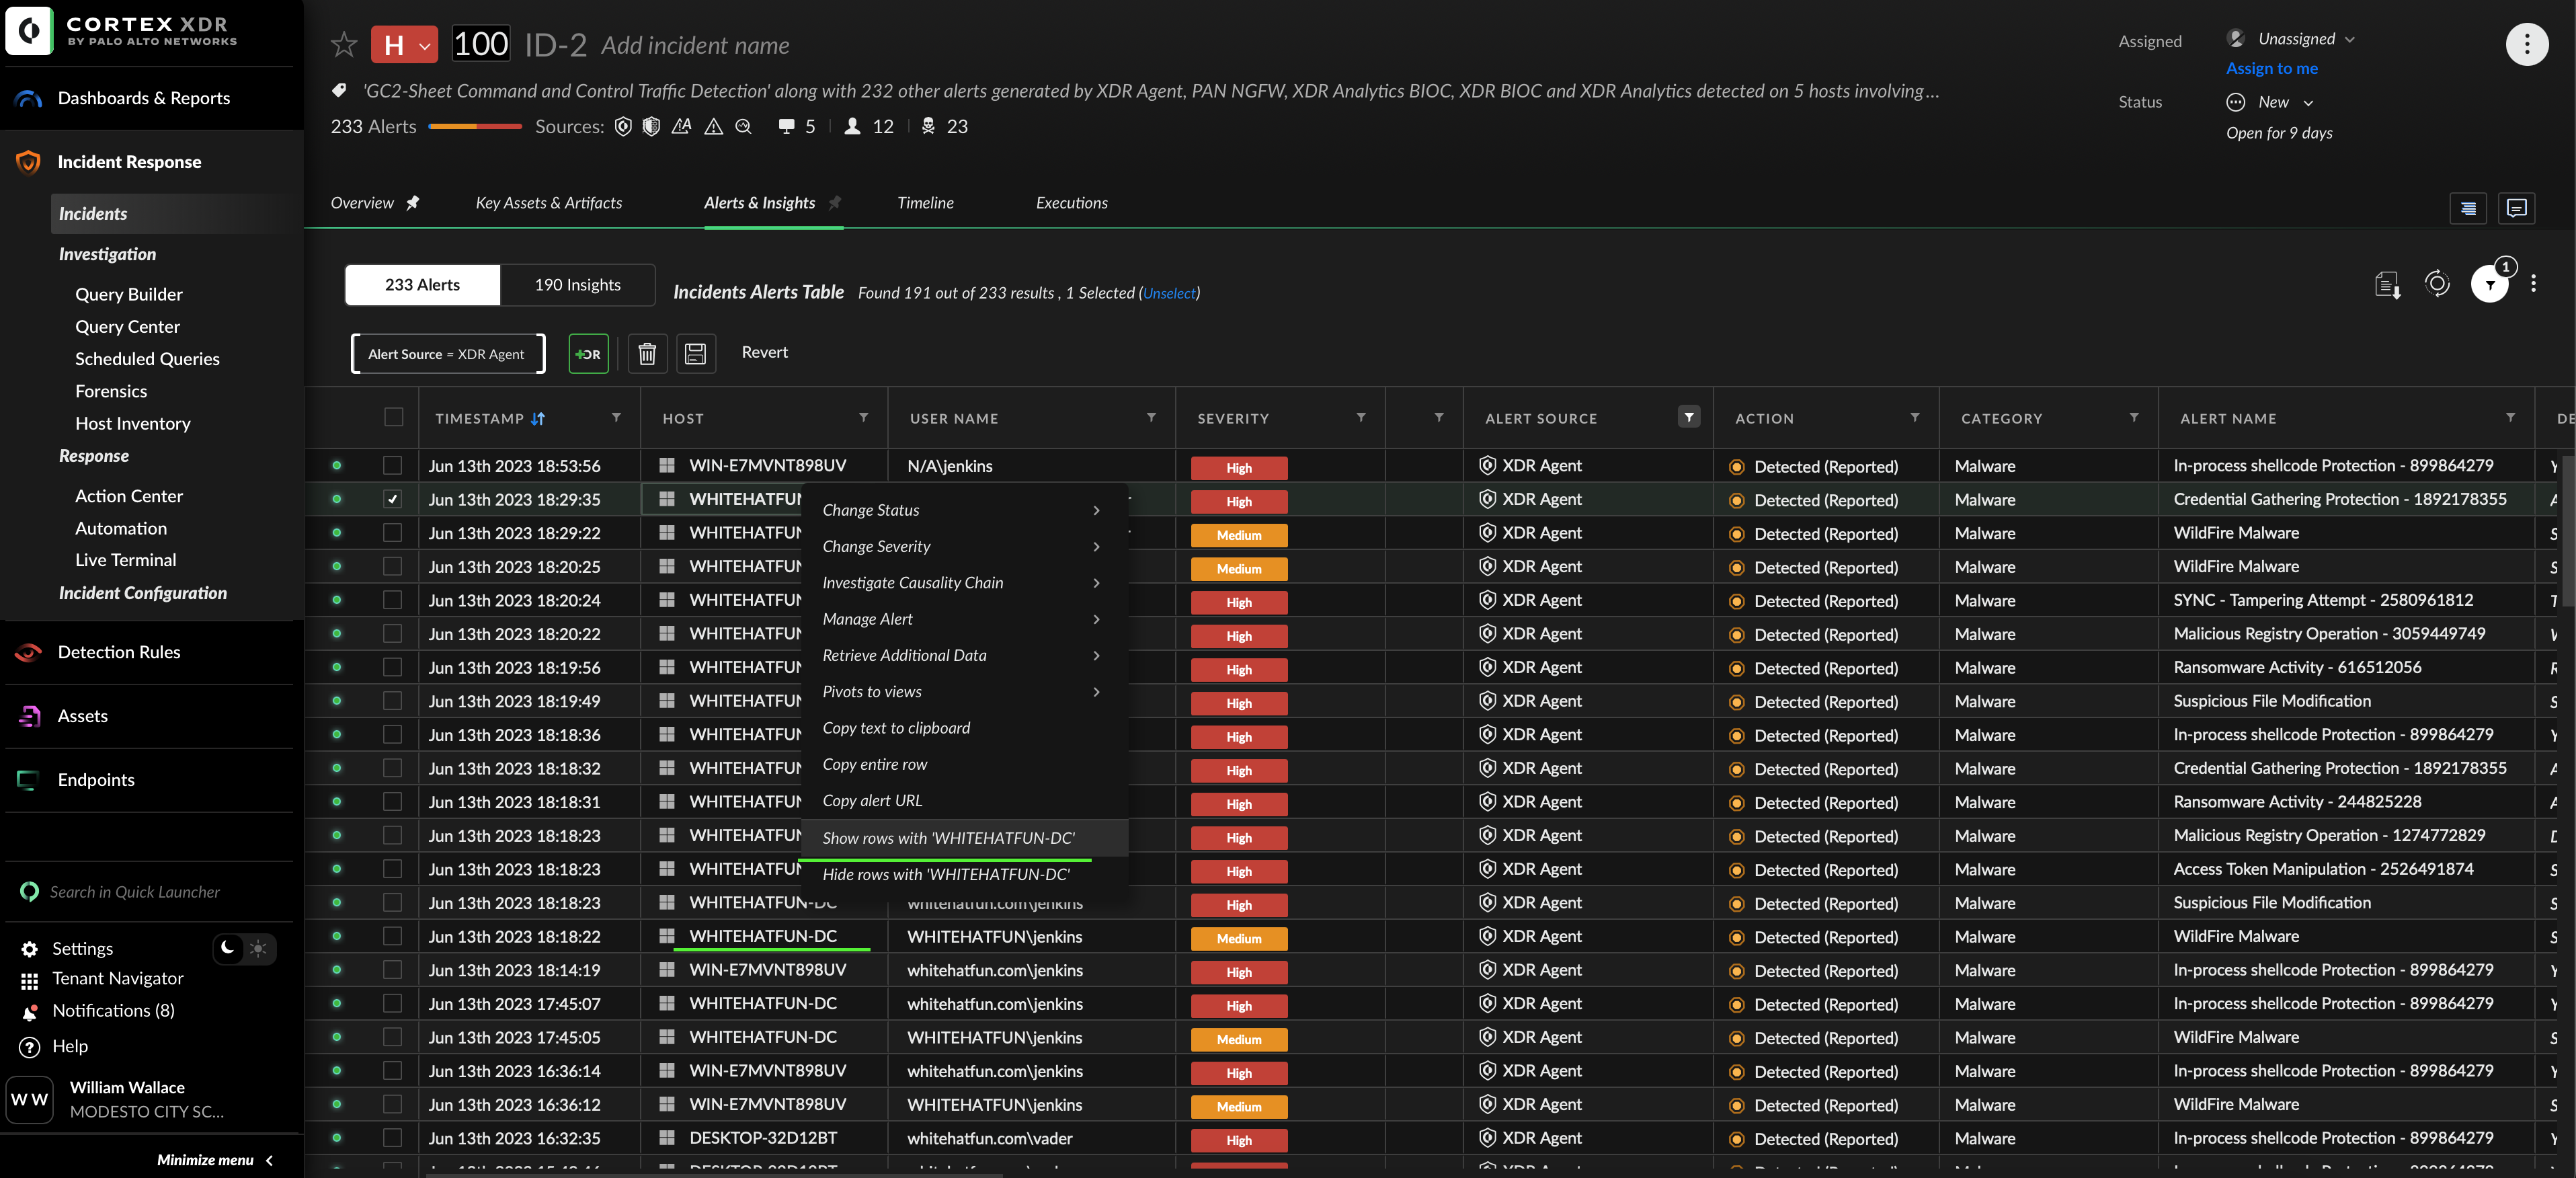 CORTEX XDR
BY PALO ALTO NETWORKS
Dashboards & Reports
Incident Response
Incidents
Investigation
Query Builder
Query Center
Scheduled Queries
Forensics
Host Inventory
Response
Action Center
Automation
Live Terminal
Incident Configuration
Detection Rules
Assets
Endpoints
Search in Quick Launcher
Settings
Tenant Navigator
Notifications (8)
Help
W W
William Wallace
MODESTO CITY SC...
Minimize menu
H 100 ID-2 Add incident name
'GC2-Sheet Command and Control Traffic Detection' along with 232 other alerts generated by XDR Agent, PAN NGFW, XDR Analytics BIOC, XDR BIOC and XDR Analytics detected on 5 hosts involving...
233 Alerts Sources: 5 12 23
Assigned Unassigned
Assign to me
Status New
Open for 9 days
Overview Key Assets & Artifacts Alerts & Insights Timeline Executions
233 Alerts 190 Insights Incidents Alerts Table Found 191 out of 233 results , 1 Selected (Unselect)
1
Alert Source = XDR Agent +OR Revert
TIMESTAMP HOST USER NAME SEVERITY ALERT SOURCE ACTION CATEGORY ALERT NAME DE
Jun 13th 2023 18:53:56 WIN-E7MVNT898UV N/A\jenkins High XDR Agent Detected (Reported) Malware In-process shellcode Protection - 899864279
Jun 13th 2023 18:29:35 WHITEHATFUN High XDR Agent Detected (Reported) Malware Credential Gathering Protection - 1892178355
Jun 13th 2023 18:29:22 WHITEHATFUN Medium XDR Agent Detected (Reported) Malware WildFire Malware
Jun 13th 2023 18:20:25 WHITEHATFUN Medium XDR Agent Detected (Reported) Malware WildFire Malware
Jun 13th 2023 18:20:24 WHITEHATFUN High XDR Agent Detected (Reported) Malware SYNC - Tampering Attempt - 2580961812
Jun 13th 2023 18:20:22 WHITEHATFUN High XDR Agent Detected (Reported) Malware Malicious Registry Operation - 3059449749
Jun 13th 2023 18:19:56 WHITEHATFUN High XDR Agent Detected (Reported) Malware Ransomware Activity - 616512056
Jun 13th 2023 18:19:49 WHITEHATFUN High XDR Agent Detected (Reported) Malware Suspicious File Modification
Jun 13th 2023 18:18:36 WHITEHATFUN High XDR Agent Detected (Reported) Malware In-process shellcode Protection - 899864279
Jun 13th 2023 18:18:32 WHITEHATFUN High XDR Agent Detected (Reported) Malware Credential Gathering Protection - 1892178355
Jun 13th 2023 18:18:31 WHITEHATFUN High XDR Agent Detected (Reported) Malware Ransomware Activity - 244825228
Jun 13th 2023 18:18:23 WHITEHATFUN High XDR Agent Detected (Reported) Malware Malicious Registry Operation - 1274772829
Jun 13th 2023 18:18:23 WHITEHATFUN High XDR Agent Detected (Reported) Malware Access Token Manipulation - 2526491874
Jun 13th 2023 18:18:23 WHITEHATFUN-DC whitehatfun.com\jenkins High XDR Agent Detected (Reported) Malware Suspicious File Modification
Jun 13th 2023 18:18:22 WHITEHATFUN-DC WHITEHATFUN\jenkins Medium XDR Agent Detected (Reported) Malware WildFire Malware
Jun 13th 2023 18:14:19 WIN-E7MVNT898UV whitehatfun.com\jenkins High XDR Agent Detected (Reported) Malware In-process shellcode Protection - 899864279
Jun 13th 2023 17:45:07 WHITEHATFUN-DC whitehatfun.com\jenkins High XDR Agent Detected (Reported) Malware In-process shellcode Protection - 899864279
Jun 13th 2023 17:45:05 WHITEHATFUN-DC WHITEHATFUN\jenkins Medium XDR Agent Detected (Reported) Malware WildFire Malware
Jun 13th 2023 16:36:14 WIN-E7MVNT898UV whitehatfun.com\jenkins High XDR Agent Detected (Reported) Malware In-process shellcode Protection - 899864279
Jun 13th 2023 16:36:12 WIN-E7MVNT898UV WHITEHATFUN\jenkins Medium XDR Agent Detected (Reported) Malware WildFire Malware
Jun 13th 2023 16:32:35 DESKTOP-32D12BT whitehatfun.com\vader High XDR Agent Detected (Reported) Malware In-process shellcode Protection - 899864279
Change Status
Change Severity
Investigate Causality Chain
Manage Alert
Retrieve Additional Data
Pivots to views
Copy text to clipboard
Copy entire row
Copy alert URL
Show rows with 'WHITEHATFUN-DC'
Hide rows with 'WHITEHATFUN-DC'